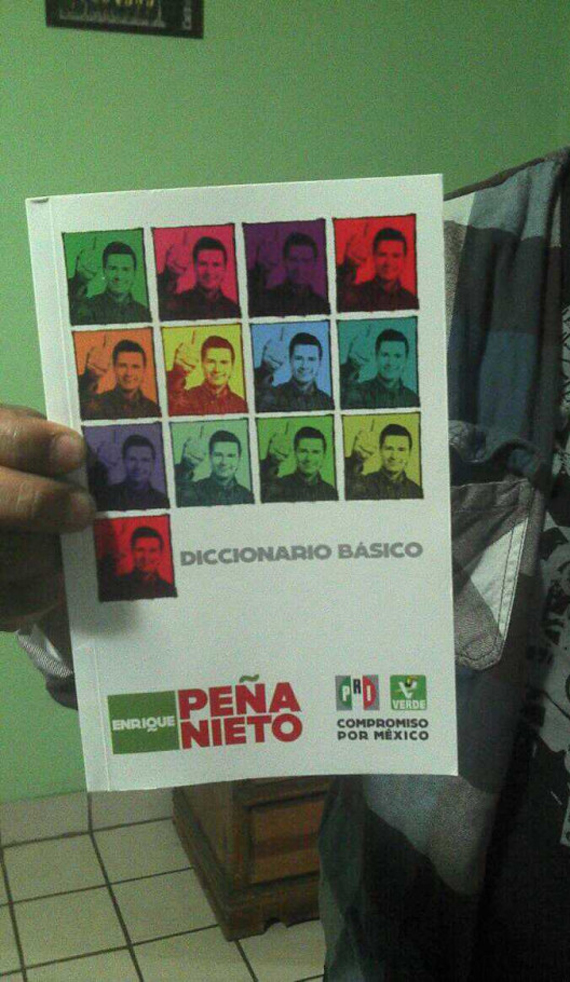 DICCIONARIO BÁSICO
ENRIQUE
PEÑA
NIETO
PRI
VERDE
COMPROMISO
POR MÉXICO